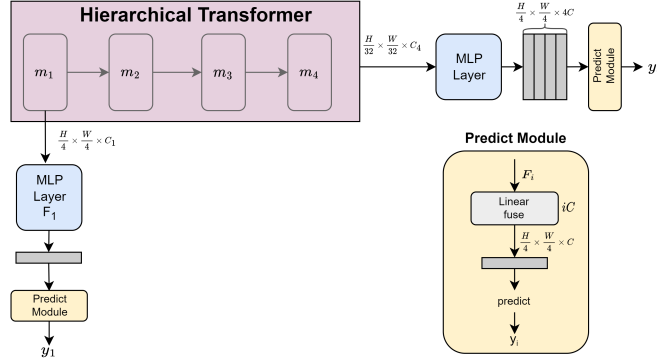 Hierarchical Transformer
m₁
m₂
m₃
m₄
H/32 × W/32 × C₄
MLP
Layer
H/4 × W/4 × 4C
Predict
Module
y
H/4 × W/4 × C₁
MLP
Layer
F₁
Predict
Module
y₁
Predict Module
Fᵢ
Linear
fuse
iC
H/4 × W/4 × C
predict
yᵢ